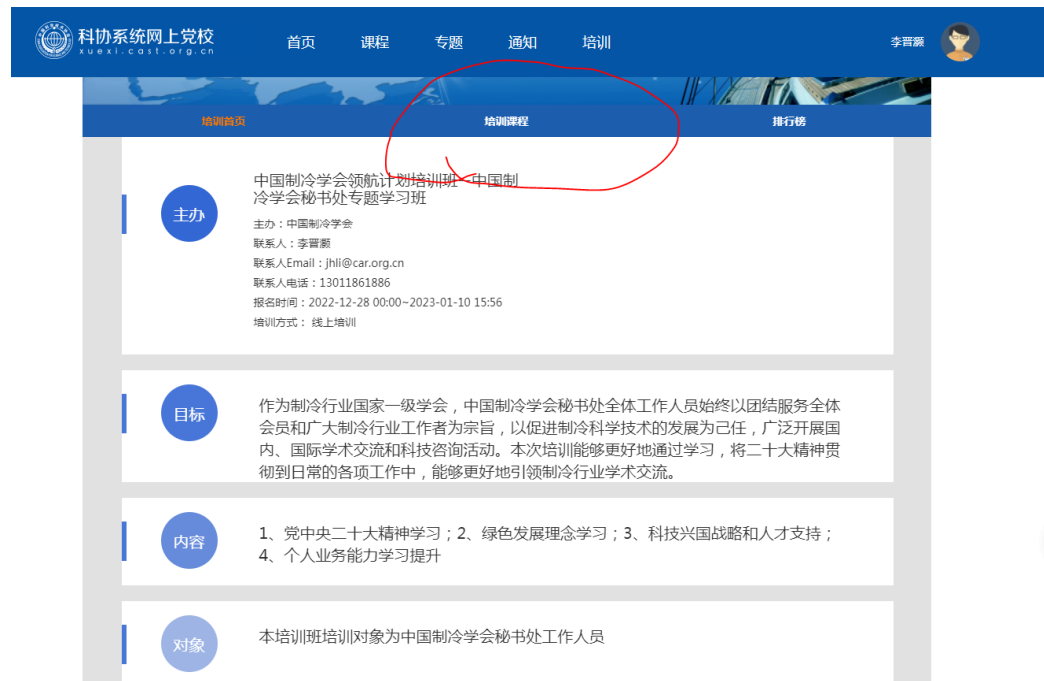 科协系统网上党校
xuexi.cast.org.cn
首页 课程 专题 通知 培训
李晋灏
培训首页 培训课程 排行榜
主办
中国制冷学会领航计划培训班—中国制
冷学会秘书处专题学习班
主办：中国制冷学会
联系人：李晋灏
联系人Email：jhli@car.org.cn
联系人电话：13011861886
报名时间：2022-12-28 00:00~2023-01-10 15:56
培训方式： 线上培训
目标
作为制冷行业国家一级学会，中国制冷学会秘书处全体工作人员始终以团结服务全体
会员和广大制冷行业工作者为宗旨，以促进制冷科学技术的发展为己任，广泛开展国
内、国际学术交流和科技咨询活动。本次培训能够更好地通过学习，将二十大精神贯
彻到日常的各项工作中，能够更好地引领制冷行业学术交流。
内容
1、党中央二十大精神学习；2、绿色发展理念学习；3、科技兴国战略和人才支持；
4、个人业务能力学习提升
对象
本培训班培训对象为中国制冷学会秘书处工作人员